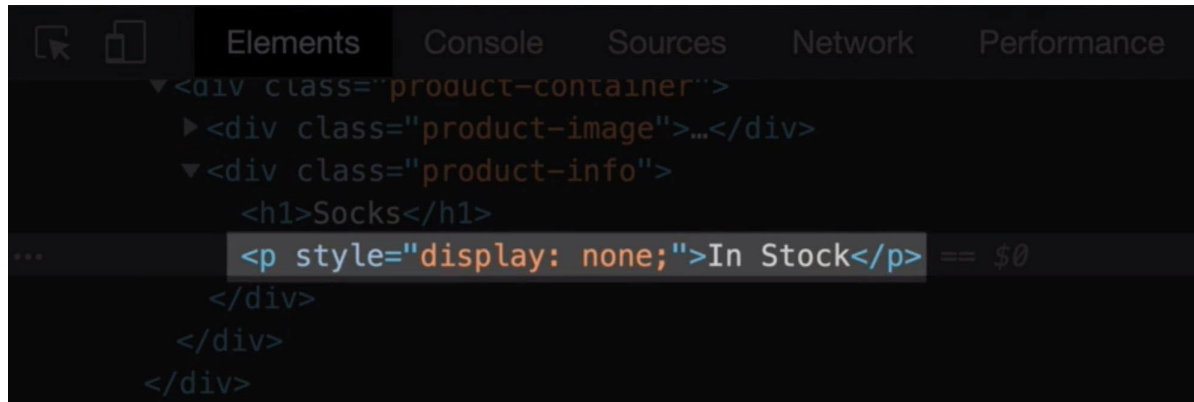 Elements Console Sources Network Performance
▼<div class="product-container">
▶<div class="product-image">…</div>
▼<div class="product-info">
<h1>Socks</h1>
... <p style="display: none;">In Stock</p> == $0
</div>
</div>
</div>